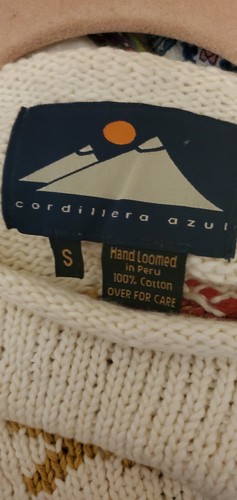 cordillera azul
S
Hand Loomed
in Peru
100% Cotton
OVER FOR CARE